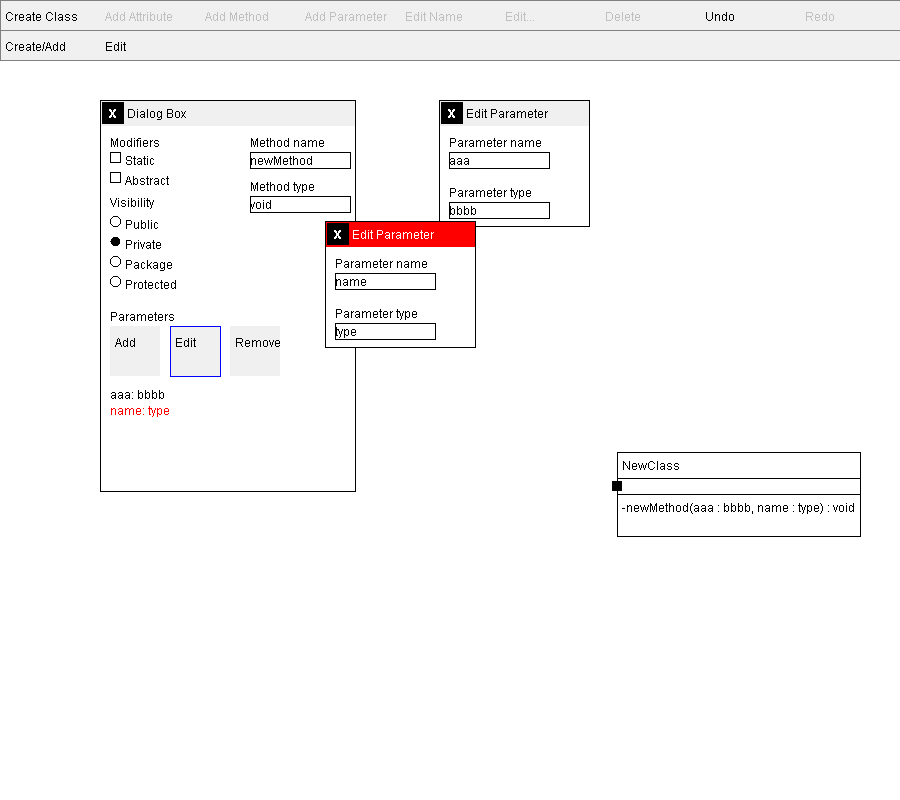 Create Class Add Attribute Add Method Add Parameter Edit Name Edit... Delete Undo Redo
Create/Add Edit
X Dialog Box
Modifiers
Static
Abstract
Visibility
Public
Private
Package
Protected
Method name
newMethod
Method type
void
Parameters
Add Edit Remove
aaa: bbbb
name: type
X Edit Parameter
Parameter name
aaa
Parameter type
bbbb
X Edit Parameter
Parameter name
name
Parameter type
type
NewClass
-newMethod(aaa : bbbb, name : type) : void